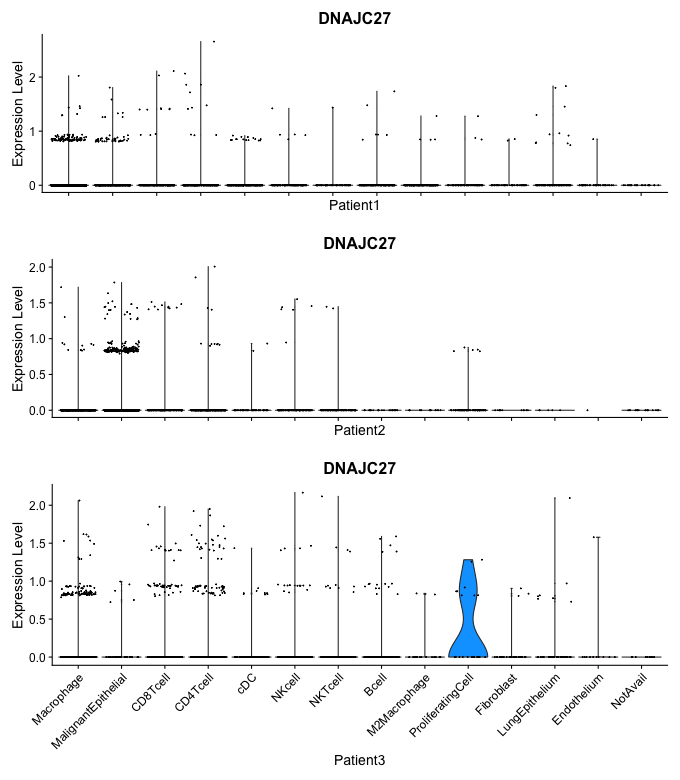 DNAJC27
Expression Level
2
1
0
Patient1
DNAJC27
Expression Level
2.0
1.5
1.0
0.5
0.0
Patient2
DNAJC27
Expression Level
2.0
1.5
1.0
0.5
0.0
Macrophage
MalignantEpithelial
CD8Tcell
CD4Tcell
cDC
NKcell
NKTcell
Bcell
M2Macrophage
ProliferatingCell
Fibroblast
LungEpithelium
Endothelium
NotAvail
Patient3